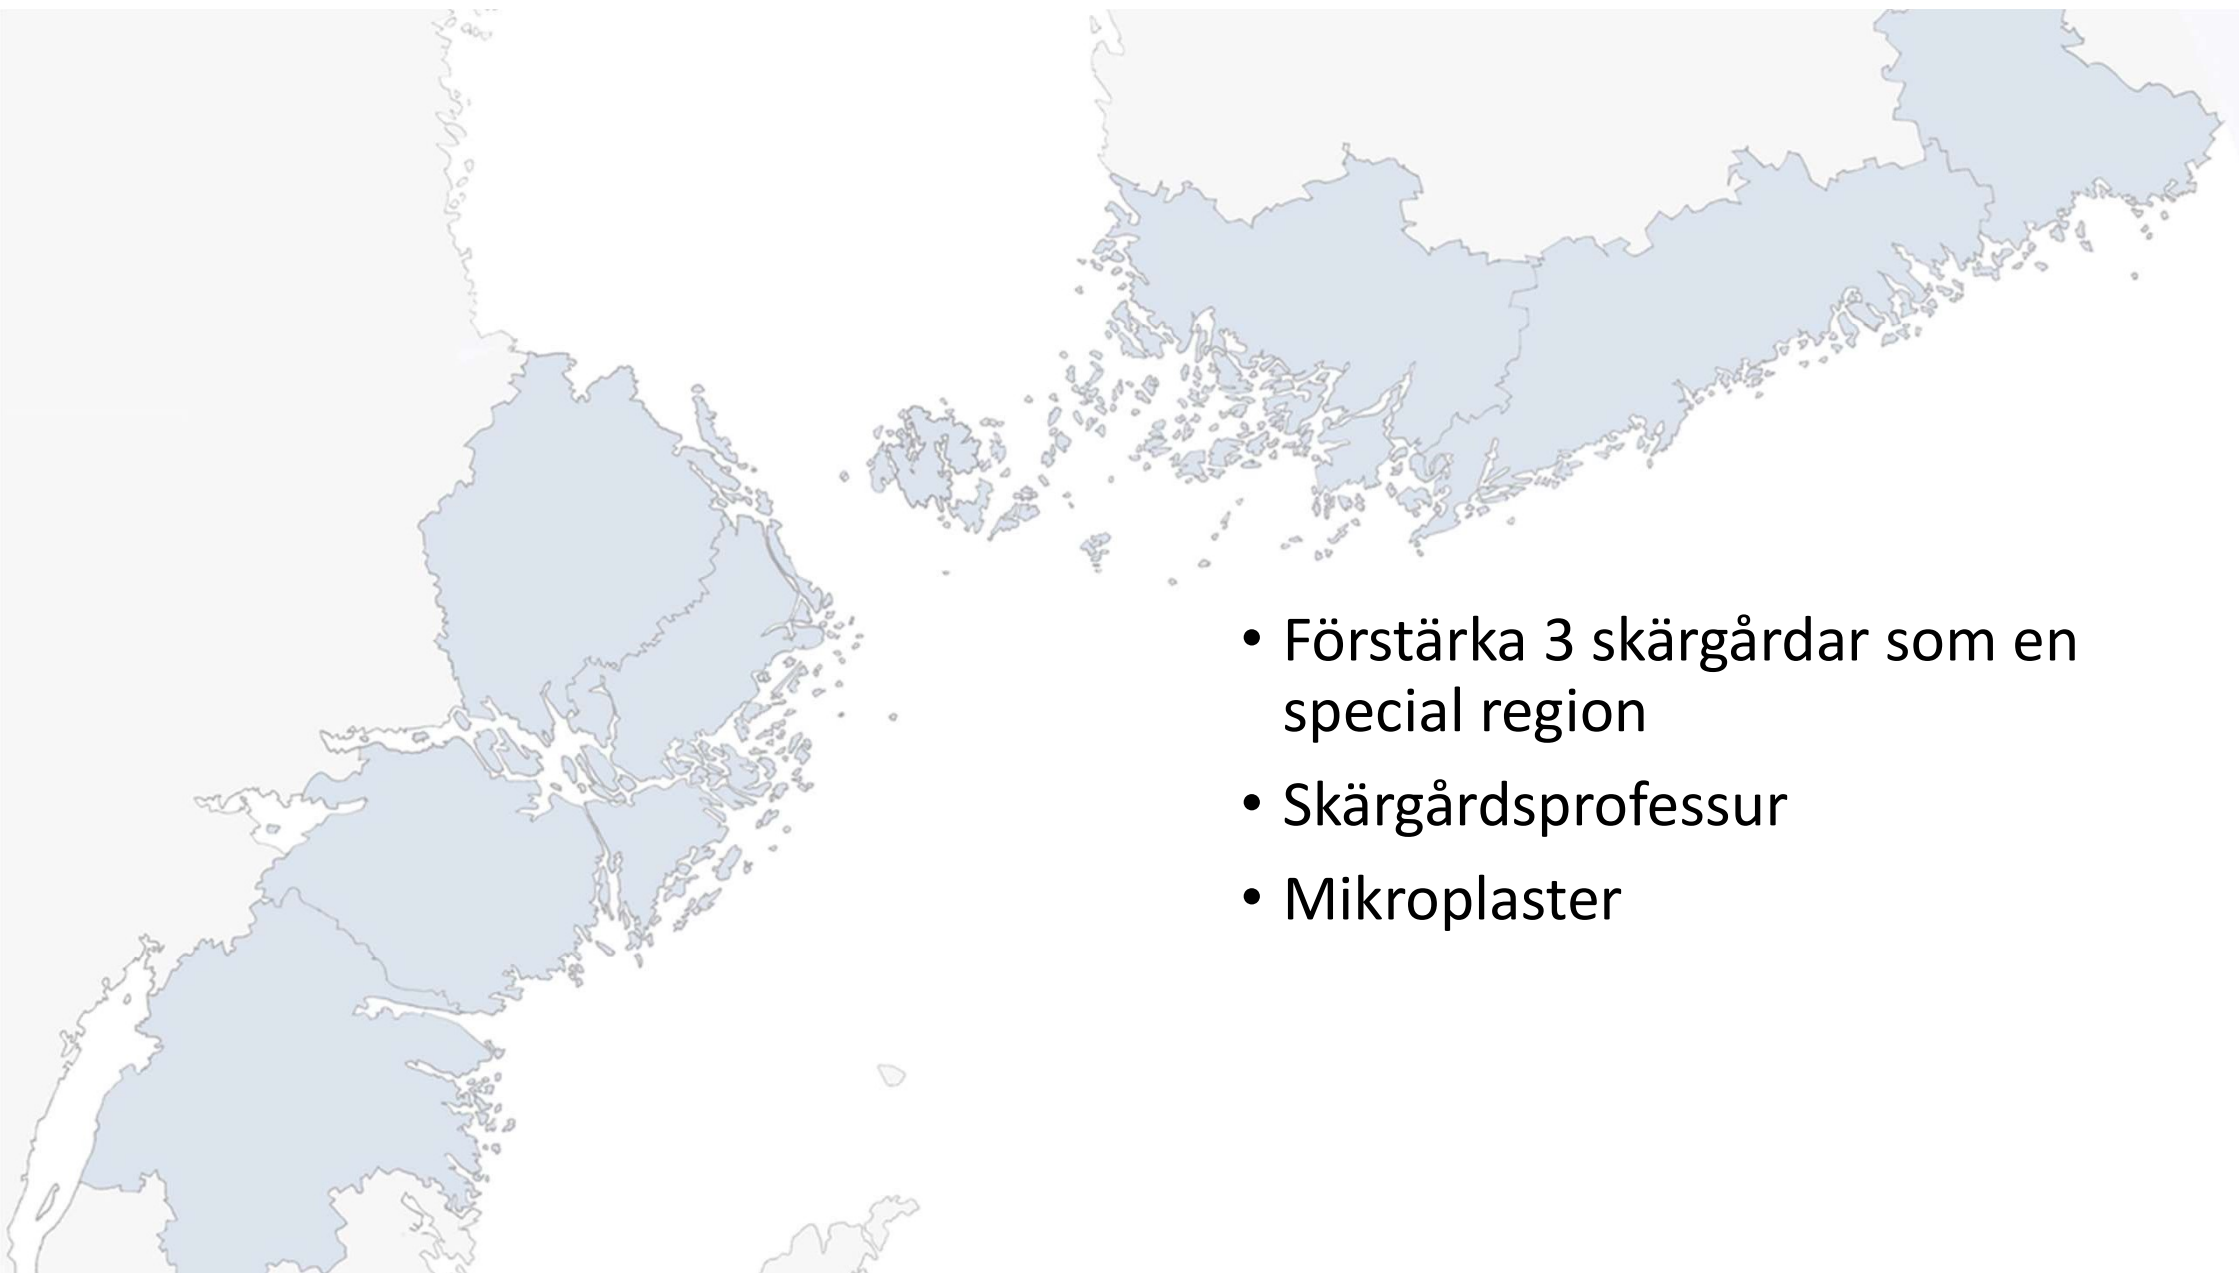 • Förstärka 3 skärgårdar som en
special region
• Skärgårdsprofessur
• Mikroplaster